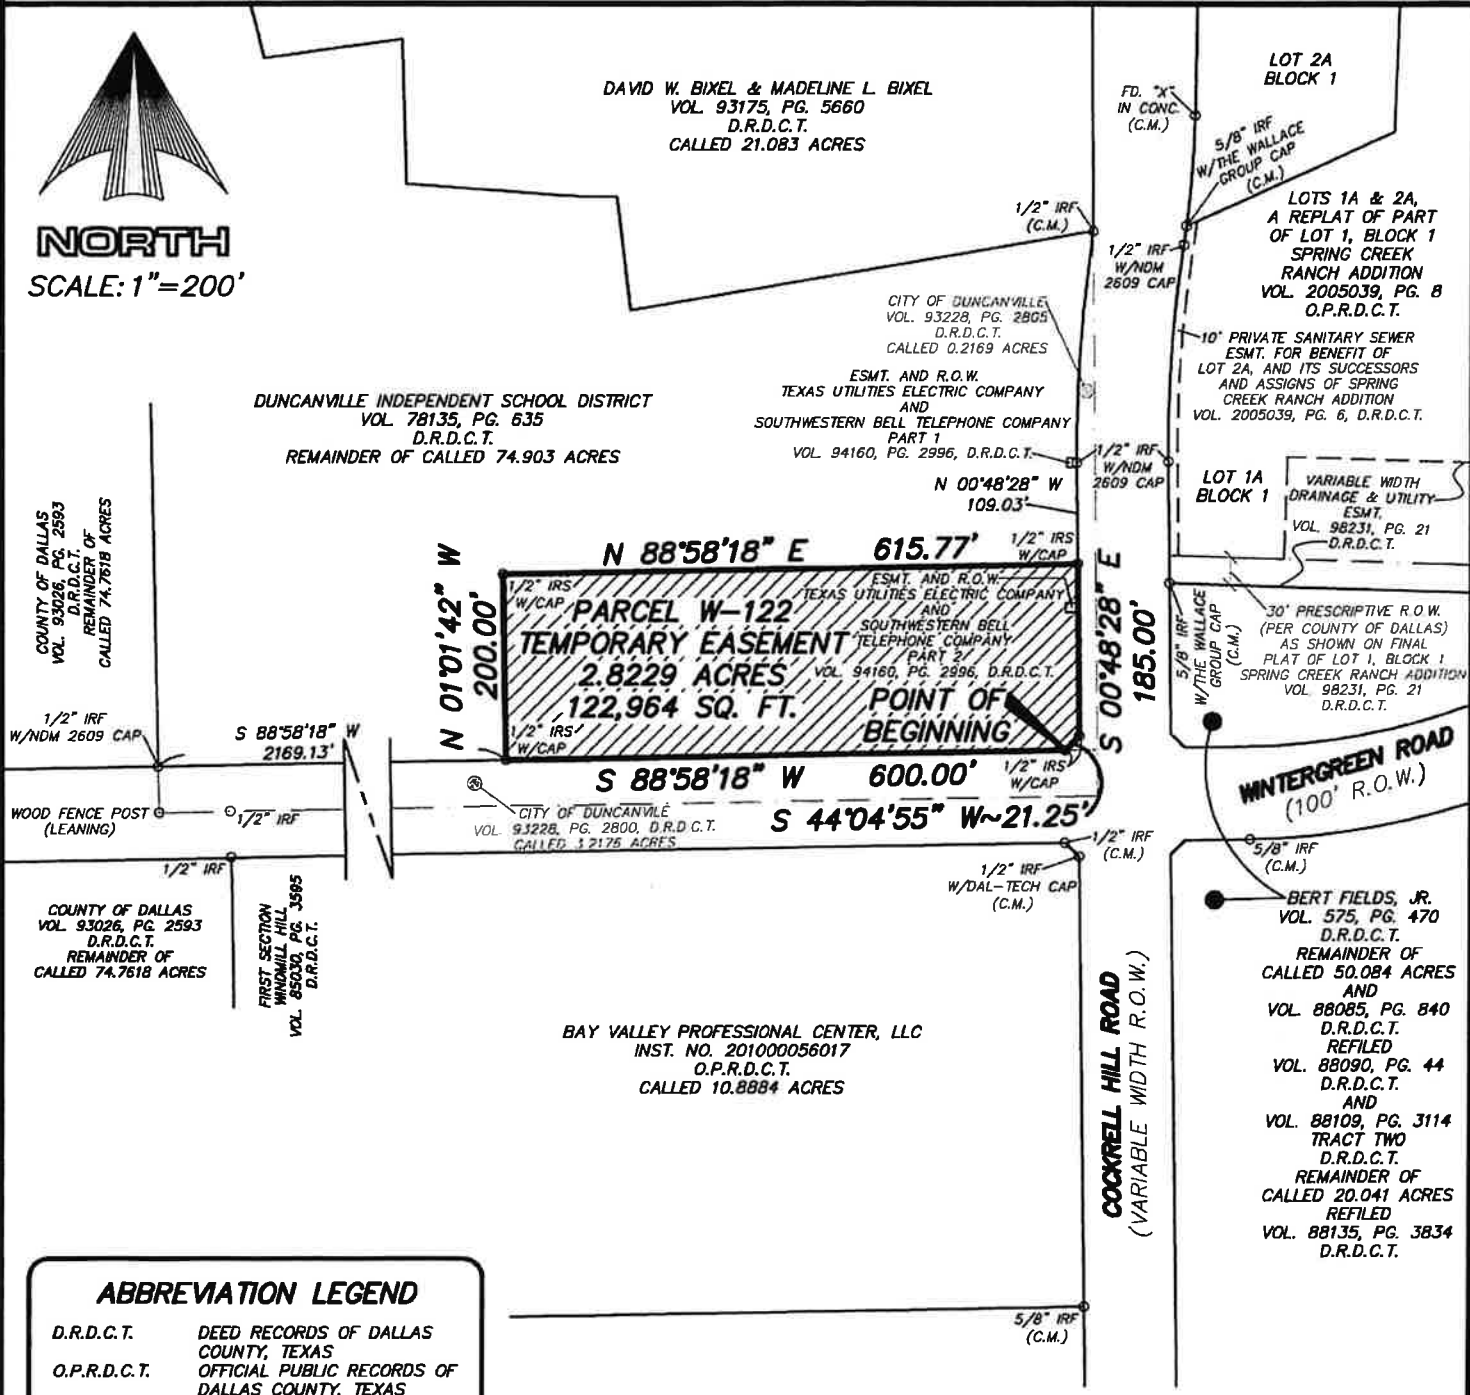 NORTH
SCALE: 1"=200'
DAVID W. BIXEL & MADELINE L. BIXEL
VOL. 93175, PG. 5660
D.R.D.C.T.
CALLED 21.083 ACRES
FD. "X"
IN CONC.
(C.M.)
LOT 2A
BLOCK 1
5/8" IRF
W/THE WALLACE
GROUP CAP
(C.M.)
1/2" IRF
(C.M.)
1/2" IRF
W/NDM
2609 CAP
LOTS 1A & 2A,
A REPLAT OF PART
OF LOT 1, BLOCK 1
SPRING CREEK
RANCH ADDITION
VOL. 2005039, PG. 8
O.P.R.D.C.T.
CITY OF DUNCANVILLE
VOL. 93228, PG. 2805
D.R.D.C.T.
CALLED 0.2169 ACRES
10' PRIVATE SANITARY SEWER
ESMT. FOR BENEFIT OF
LOT 2A, AND ITS SUCCESSORS
AND ASSIGNS OF SPRING
CREEK RANCH ADDITION
VOL. 2005039, PG. 6, D.R.D.C.T.
ESMT. AND R.O.W.
TEXAS UTILITIES ELECTRIC COMPANY
AND
SOUTHWESTERN BELL TELEPHONE COMPANY
PART 1
VOL. 94160, PG. 2996, D.R.D.C.T.
DUNCANVILLE INDEPENDENT SCHOOL DISTRICT
VOL. 78135, PG. 635
D.R.D.C.T.
REMAINDER OF CALLED 74.903 ACRES
1/2" IRF
W/NDM
2609 CAP
N 00°48'28" W
109.03'
LOT 1A
BLOCK 1
VARIABLE WIDTH
DRAINAGE & UTILITY
ESMT.
VOL. 98231, PG. 21
D.R.D.C.T.
COUNTY OF DALLAS
VOL. 93026, PG. 2593
D.R.D.C.T.
REMAINDER OF
CALLED 74.7618 ACRES
N 01°01'42" W
200.00'
N 88°58'18" E 615.77'
1/2" IRS
W/CAP
1/2" IRS
W/CAP
PARCEL W-122
TEMPORARY EASEMENT
2.8229 ACRES
122,964 SQ. FT.
ESMT. AND R.O.W.
TEXAS UTILITIES ELECTRIC COMPANY
AND
SOUTHWESTERN BELL
TELEPHONE COMPANY
PART 2
VOL. 94160, PG. 2996, D.R.D.C.T.
POINT OF
BEGINNING
S 00°48'28" E
185.00'
5/8" IRF
W/THE WALLACE
GROUP CAP
(C.M.)
30' PRESCRIPTIVE R.O.W.
(PER COUNTY OF DALLAS)
AS SHOWN ON FINAL
PLAT OF LOT 1, BLOCK 1
SPRING CREEK RANCH ADDITION
VOL. 98231, PG. 21
D.R.D.C.T.
1/2" IRF
W/NDM 2609 CAP
S 88°58'18" W
2169.13'
1/2" IRS
W/CAP
S 88°58'18" W 600.00'
1/2" IRS
W/CAP
WINTERGREEN ROAD
(100' R.O.W.)
WOOD FENCE POST
(LEANING)
1/2" IRF
CITY OF DUNCANVILE
VOL. 93228, PG. 2800, D.R.D.C.T.
CALLED 3.2175 ACRES
S 44°04'55" W~21.25'
1/2" IRF
(C.M.)
5/8" IRF
(C.M.)
1/2" IRF
1/2" IRF
W/DAL-TECH CAP
(C.M.)
COUNTY OF DALLAS
VOL. 93026, PG. 2593
D.R.D.C.T.
REMAINDER OF
CALLED 74.7618 ACRES
FIRST SECTION
WINDMILL HILL
VOL. 85030, PG. 3595
D.R.D.C.T.
BERT FIELDS, JR.
VOL. 575, PG. 470
D.R.D.C.T.
REMAINDER OF
CALLED 50.084 ACRES
AND
VOL. 88085, PG. 840
D.R.D.C.T.
REFILED
VOL. 88090, PG. 44
D.R.D.C.T.
AND
VOL. 88109, PG. 3114
TRACT TWO
D.R.D.C.T.
REMAINDER OF
CALLED 20.041 ACRES
REFILED
VOL. 88135, PG. 3834
D.R.D.C.T.
BAY VALLEY PROFESSIONAL CENTER, LLC
INST. NO. 201000056017
O.P.R.D.C.T.
CALLED 10.8884 ACRES
COCKRELL HILL ROAD
(VARIABLE WIDTH R.O.W.)
5/8" IRF
(C.M.)
ABBREVIATION LEGEND
D.R.D.C.T. DEED RECORDS OF DALLAS
COUNTY, TEXAS
O.P.R.D.C.T. OFFICIAL PUBLIC RECORDS OF
DALLAS COUNTY, TEXAS